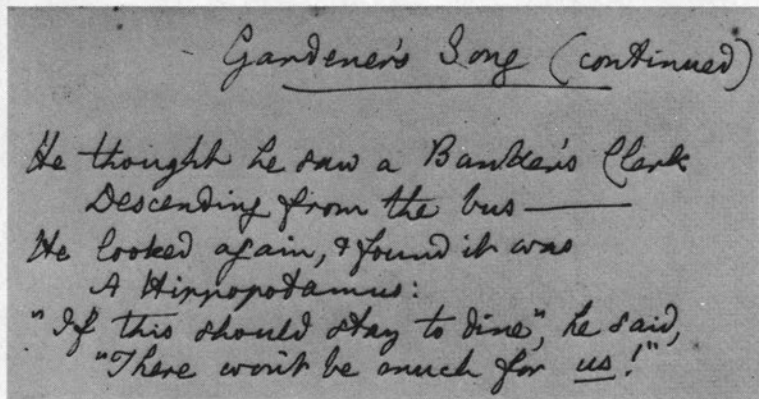 Gardener's Song (continued)
He thought he saw a Banker's Clerk
Descending from the bus —
He looked again, & found it was
A Hippopotamus:
"If this should stay to dine", he said,
"There won't be much for us!"